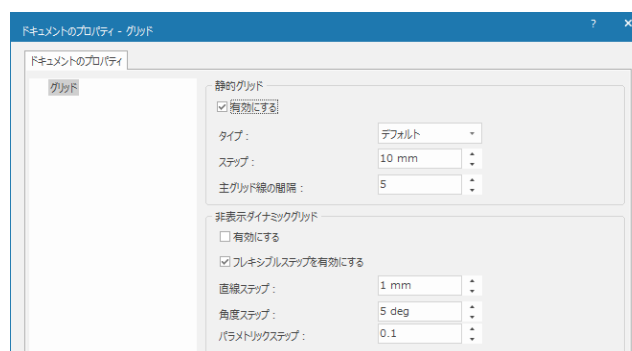 ドキュメントのプロパティ - グリッド ? ×
ドキュメントのプロパティ
グリッド
静的グリッド
有効にする
タイプ : デフォルト
ステップ : 10 mm
主グリッド線の間隔 : 5
非表示ダイナミックグリッド
有効にする
フレキシブルステップを有効にする
直線ステップ : 1 mm
角度ステップ : 5 deg
パラメトリックステップ : 0.1